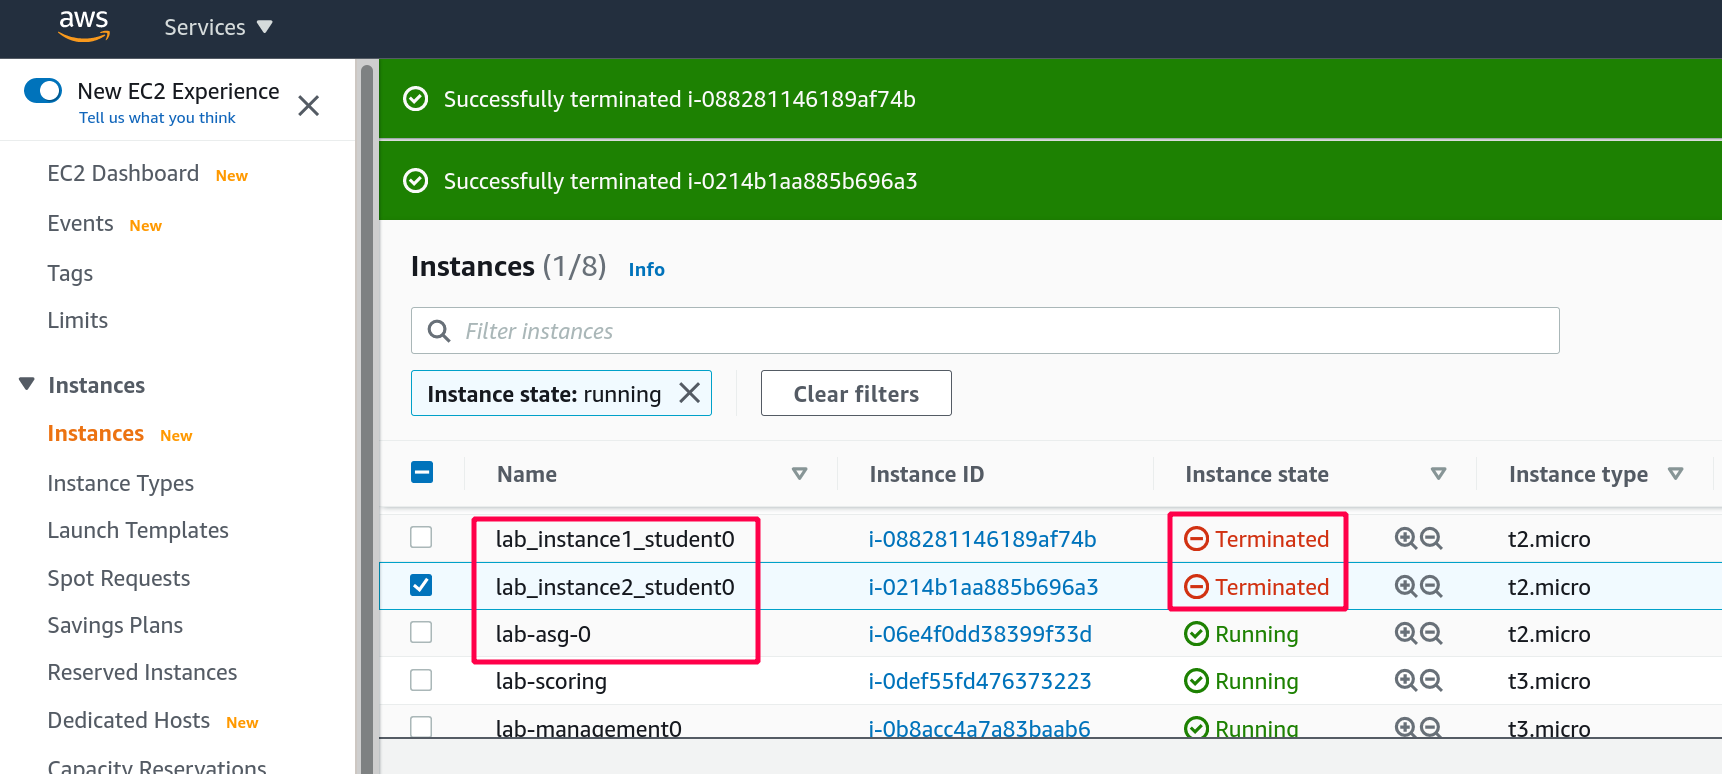 aws
Services
New EC2 Experience
Tell us what you think
EC2 Dashboard New
Events New
Tags
Limits
Instances
Instances New
Instance Types
Launch Templates
Spot Requests
Savings Plans
Reserved Instances
Dedicated Hosts New
Capacity Reservations
Successfully terminated i-088281146189af74b
Successfully terminated i-0214b1aa885b696a3
Instances (1/8) Info
Filter instances
Instance state: running
Clear filters
Name Instance ID Instance state Instance type
lab_instance1_student0 i-088281146189af74b Terminated t2.micro
lab_instance2_student0 i-0214b1aa885b696a3 Terminated t2.micro
lab-asg-0 i-06e4f0dd38399f33d Running t2.micro
lab-scoring i-0def55fd476373223 Running t3.micro
lab-management0 i-0b8acc4a7a83baab6 Running t3.micro